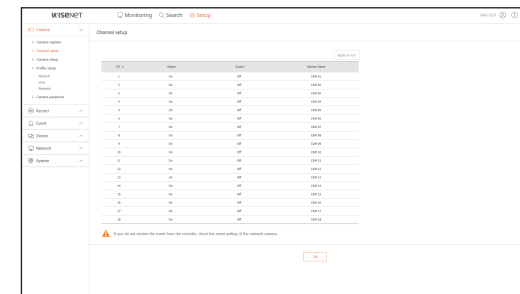 WISENET
Monitoring Search Setup
Camera
Camera register
Channel setup
Camera setup
Profile setup
Record
Live
Remote
Camera password
Record
Event
Device
Network
System
Channel setup
Apply to CH
CH Video Audio Camera Name
1 On Off CAM 01
2 On Off CAM 02
3 On Off CAM 03
4 On Off CAM 04
5 On Off CAM 05
6 On Off CAM 06
7 On Off CAM 07
8 On Off CAM 08
9 On Off CAM 09
10 On Off CAM 10
11 On Off CAM 11
12 On Off CAM 12
13 On Off CAM 13
14 On Off CAM 14
15 On Off CAM 15
16 On Off CAM 16
17 On Off CAM 17
18 On Off CAM 18
If you do not receive the event from the recorder, check the event setting of the network camera.
OK